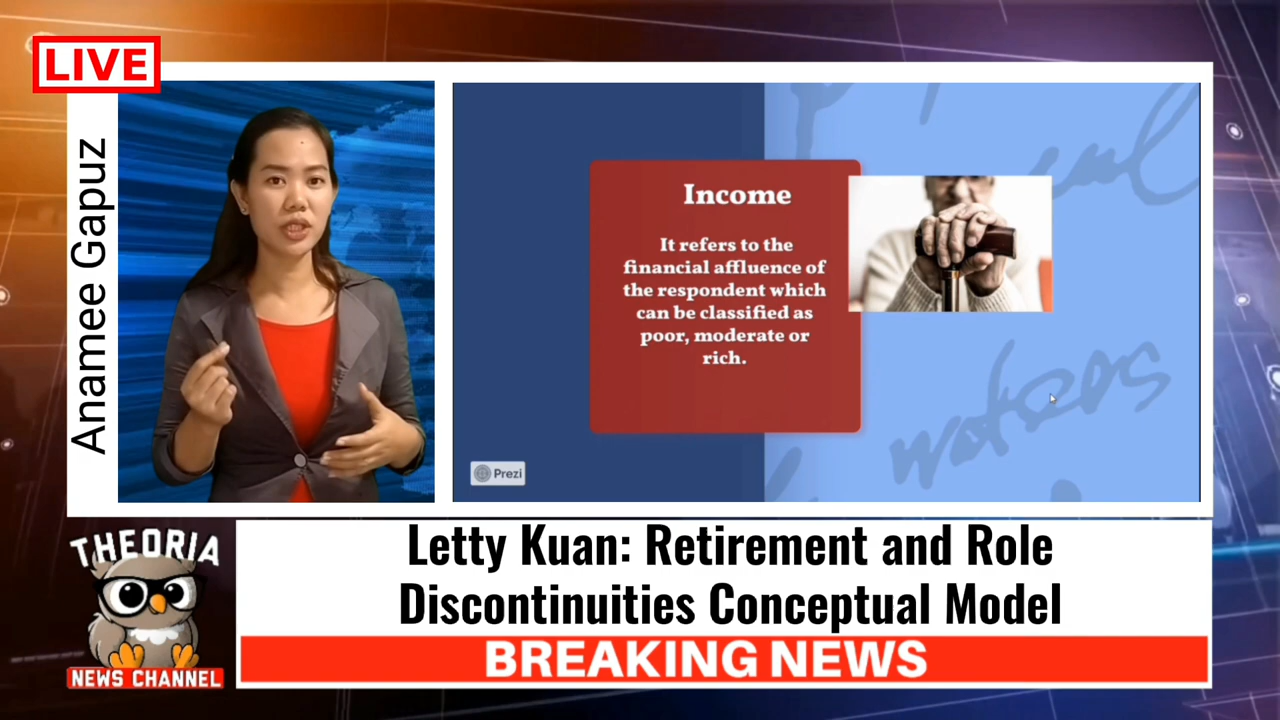 LIVE
Anamee Gapuz
Income
It refers to the
financial affluence of
the respondent which
can be classified as
poor, moderate or
rich.
Prezi
THEORIA
NEWS CHANNEL
Letty Kuan: Retirement and Role
Discontinuities Conceptual Model
BREAKING NEWS